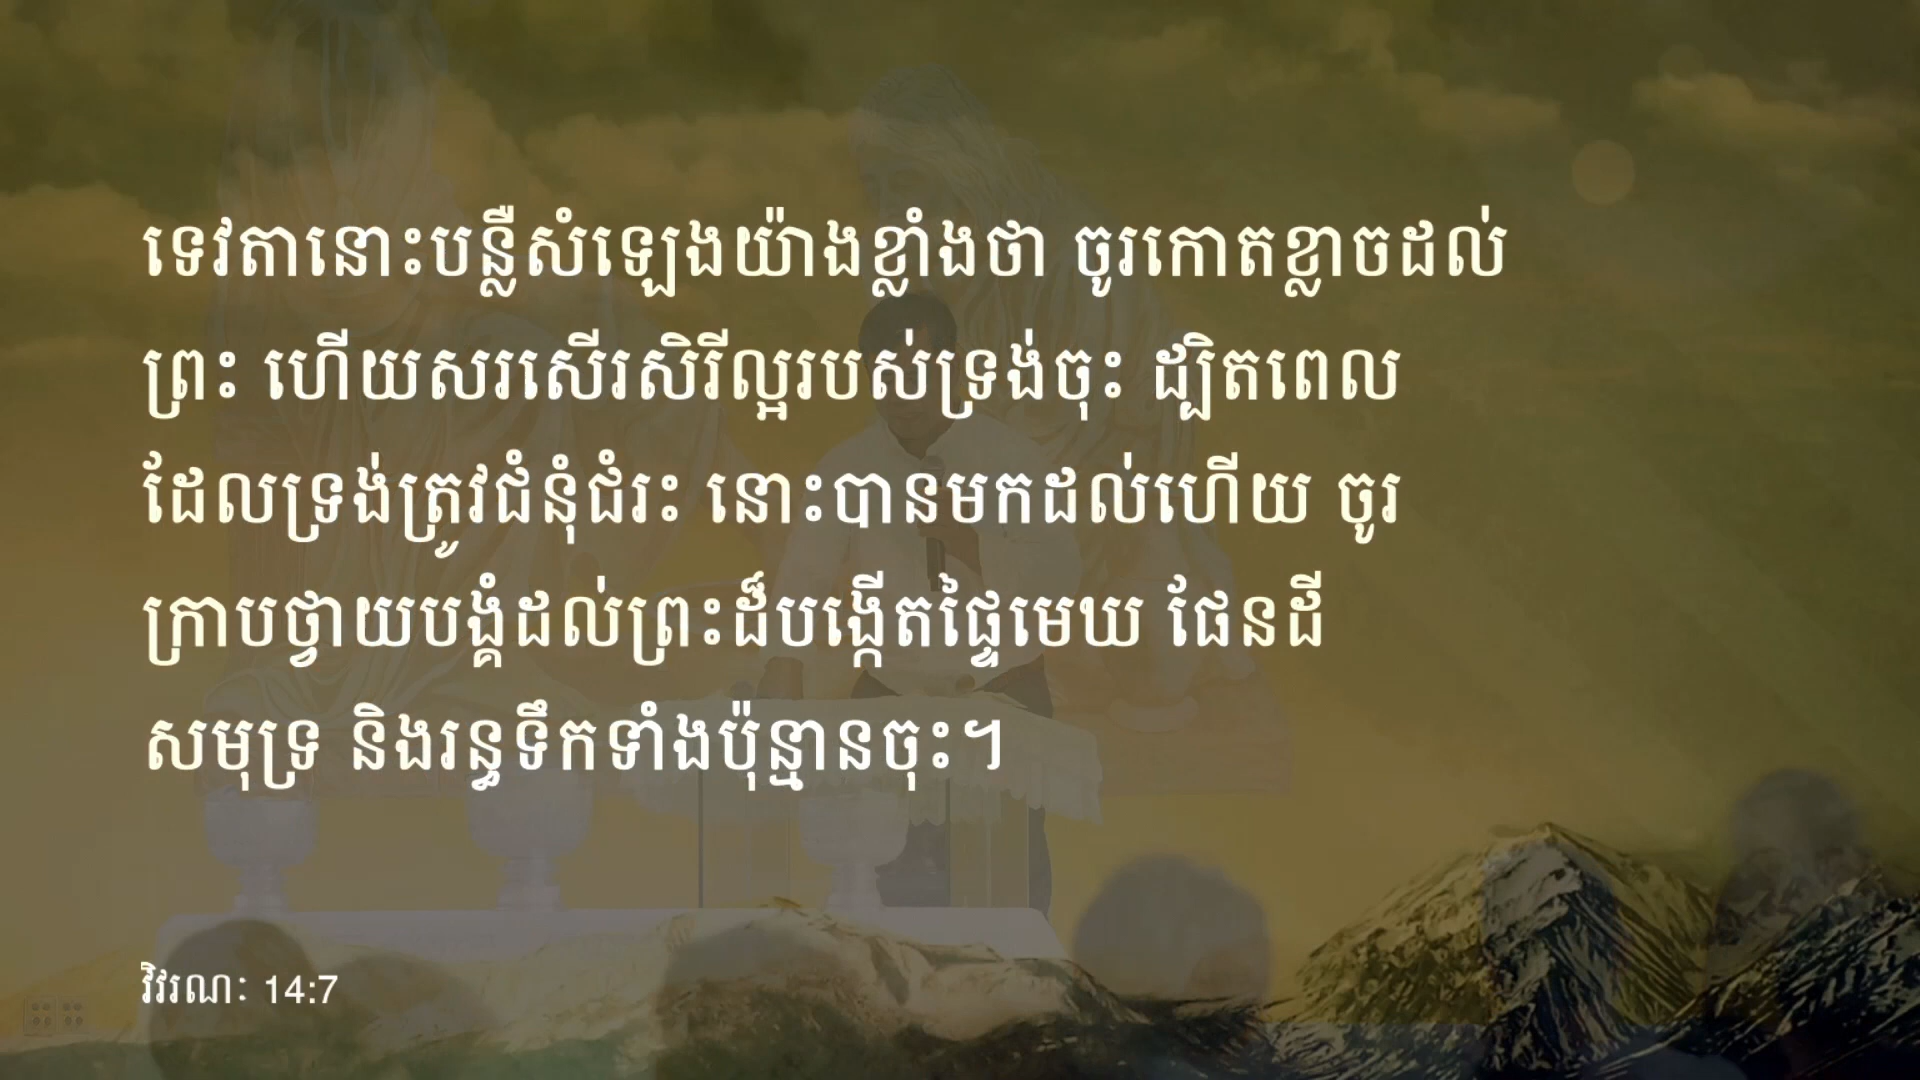 ទេវតានោះបន្លឺសំឡេងយ៉ាងខ្លាំងថា ចូរកោតខ្លាចដល់
ព្រះ ហើយសរសើរសិរីល្អរបស់ទ្រង់ចុះ ដ្បិតពេល
ដែលទ្រង់ត្រូវជំនុំជំរះ នោះបានមកដល់ហើយ ចូរ
ក្រាបថ្វាយបង្គំដល់ព្រះដ៏បង្កើតផ្ទៃមេឃ ផែនដី
សមុទ្រ និងរន្ធទឹកទាំងប៉ុន្មានចុះ។
វិវរណៈ 14:7